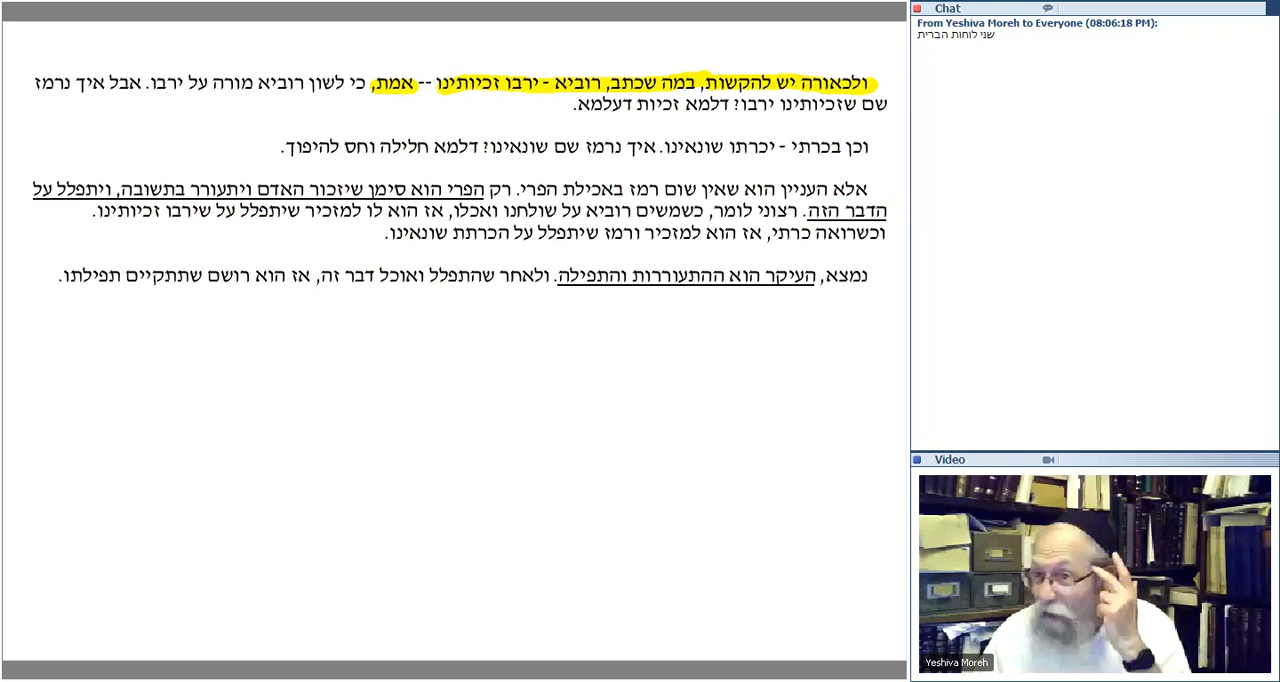 ולכאורה יש להקשות, במה שכתב, רוביא - ירבו זכיותינו -- אמת, כי לשון רוביא מורה על ירבו. אבל איך נרמז
שם שזכיותינו ירבו? דלמא זכיות דעלמא.
וכן בכרתי - יכרתו שונאינו. איך נרמז שם שונאינו? דלמא חלילה וחס להיפוך.
אלא העניין הוא שאין שום רמז באכילת הפרי. רק הפרי הוא סימן שיזכור האדם ויתעורר בתשובה, ויתפלל על
הדבר הזה. רצוני לומר, כשמשים רוביא על שולחנו ואכלו, אז הוא לו למזכיר שיתפלל על שירבו זכיותינו.
וכשרואה כרתי, אז הוא למזכיר ורמז שיתפלל על הכרתת שונאינו.
נמצא, העיקר הוא ההתעוררות והתפילה. ולאחר שהתפלל ואוכל דבר זה, אז הוא רושם שתתקיים תפילתו.
Chat
From Yeshiva Moreh to Everyone (08:06:18 PM):
שני לוחות הברית
Video
Yeshiva Moreh